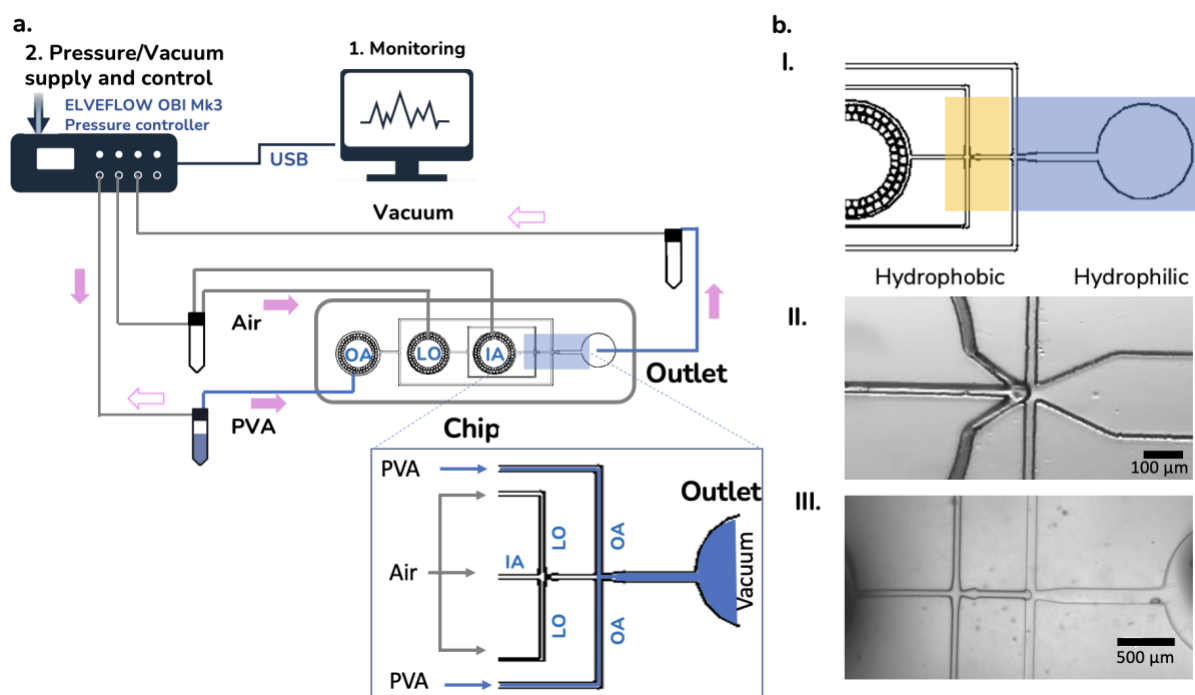 a.
2. Pressure/Vacuum
supply and control
ELVEFLOW OBI Mk3
Pressure controller
1. Monitoring
USB
Vacuum
Air
OA
LO
IA
Outlet
PVA
Chip
PVA
Outlet
LO
OA
IA
Air
Vacuum
LO
OA
PVA
b.
I.
Hydrophobic
Hydrophilic
II.
100 µm
III.
500 µm